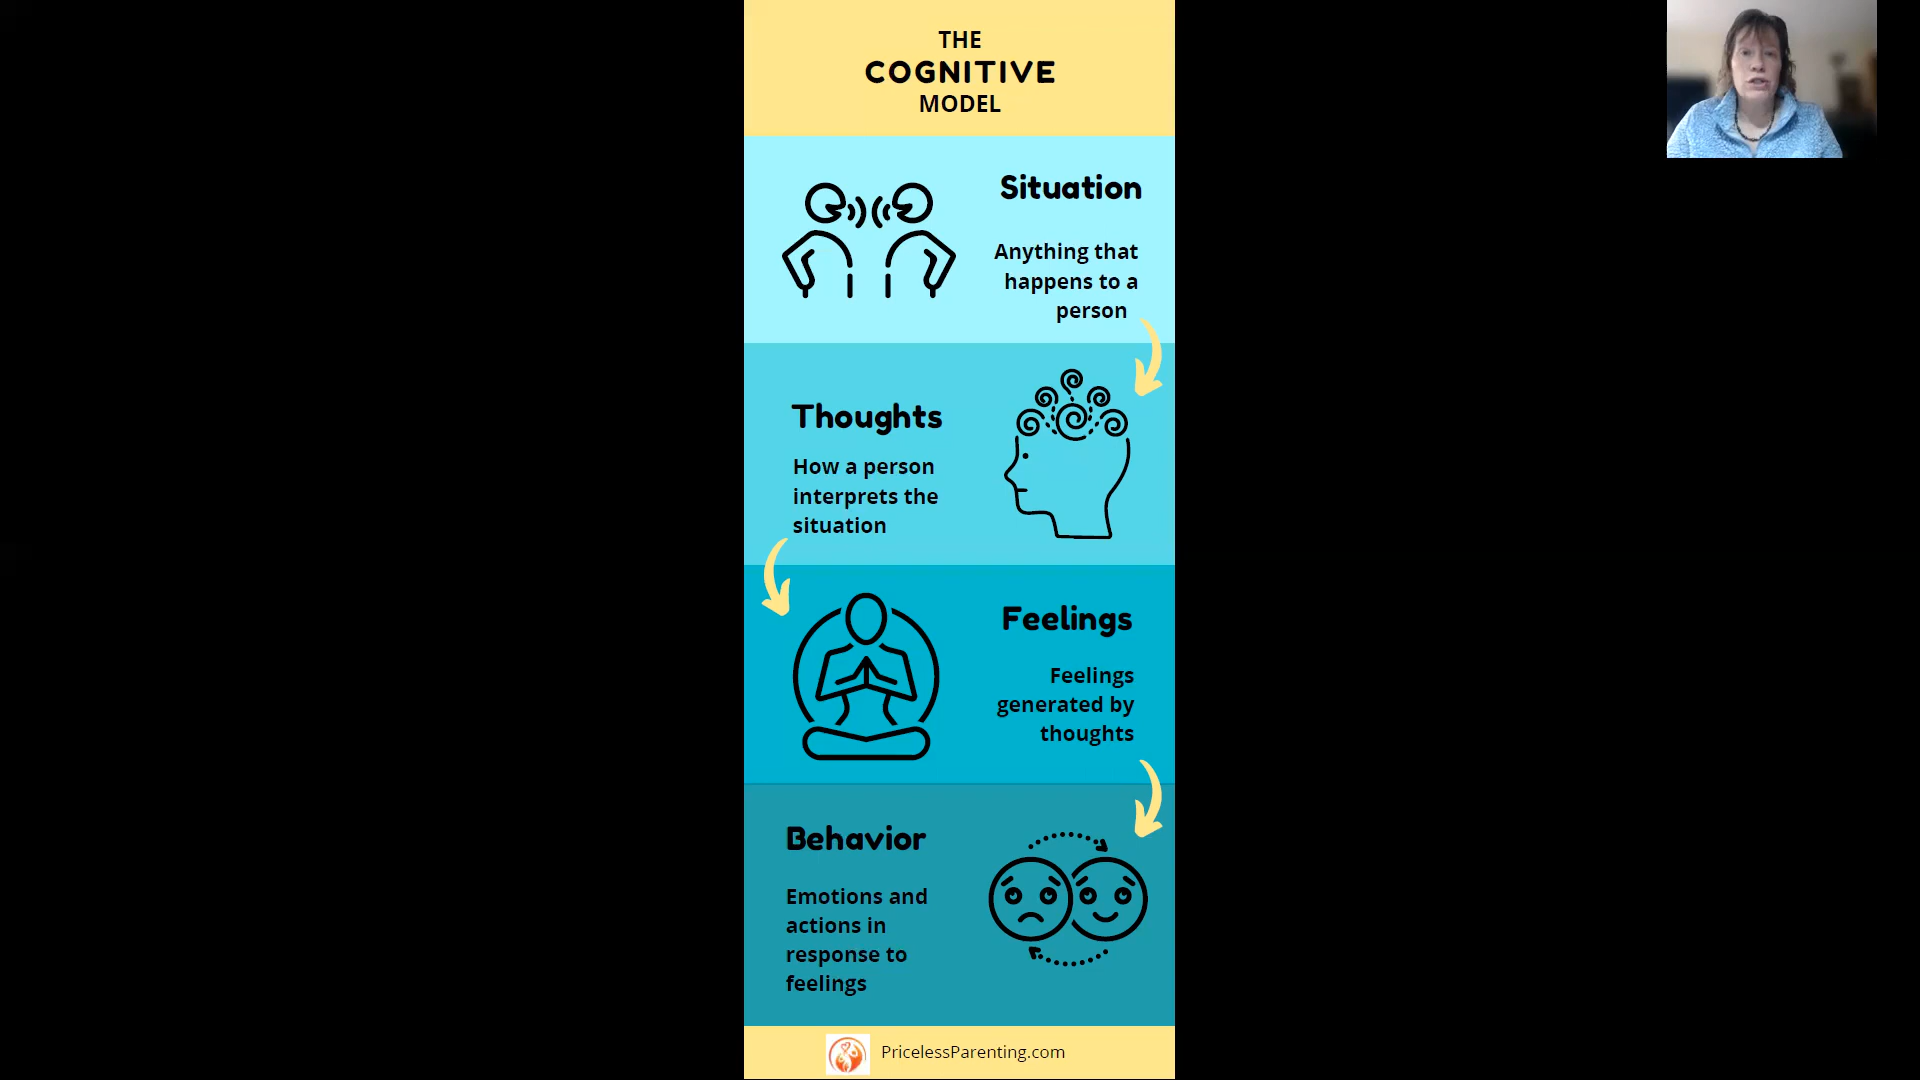 THE
COGNITIVE
MODEL
Situation
Anything that
happens to a
person
Thoughts
How a person
interprets the
situation
Feelings
Feelings
generated by
thoughts
Behavior
Emotions and
actions in
response to
feelings
PricelessParenting.com